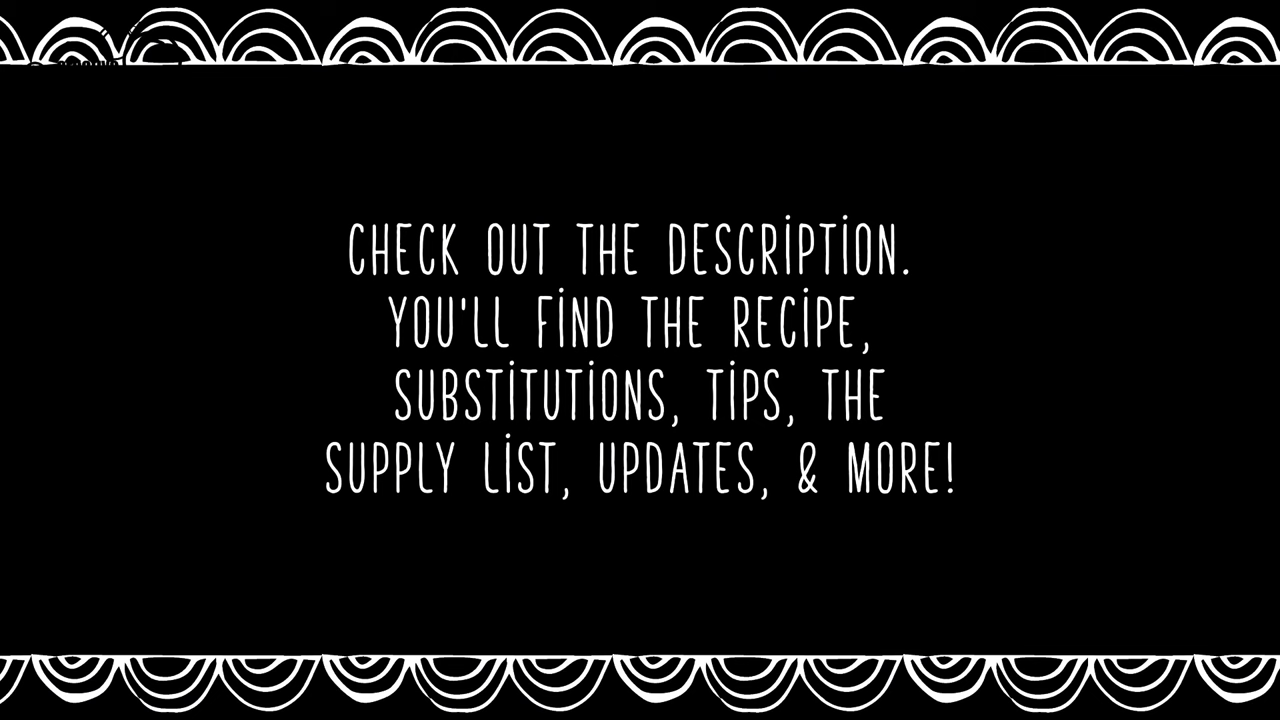 CHECK OUT THE DESCRIPTION.
YOU'LL FIND THE RECIPE,
SUBSTITUTIONS, TIPS, THE
SUPPLY LIST, UPDATES, & MORE!